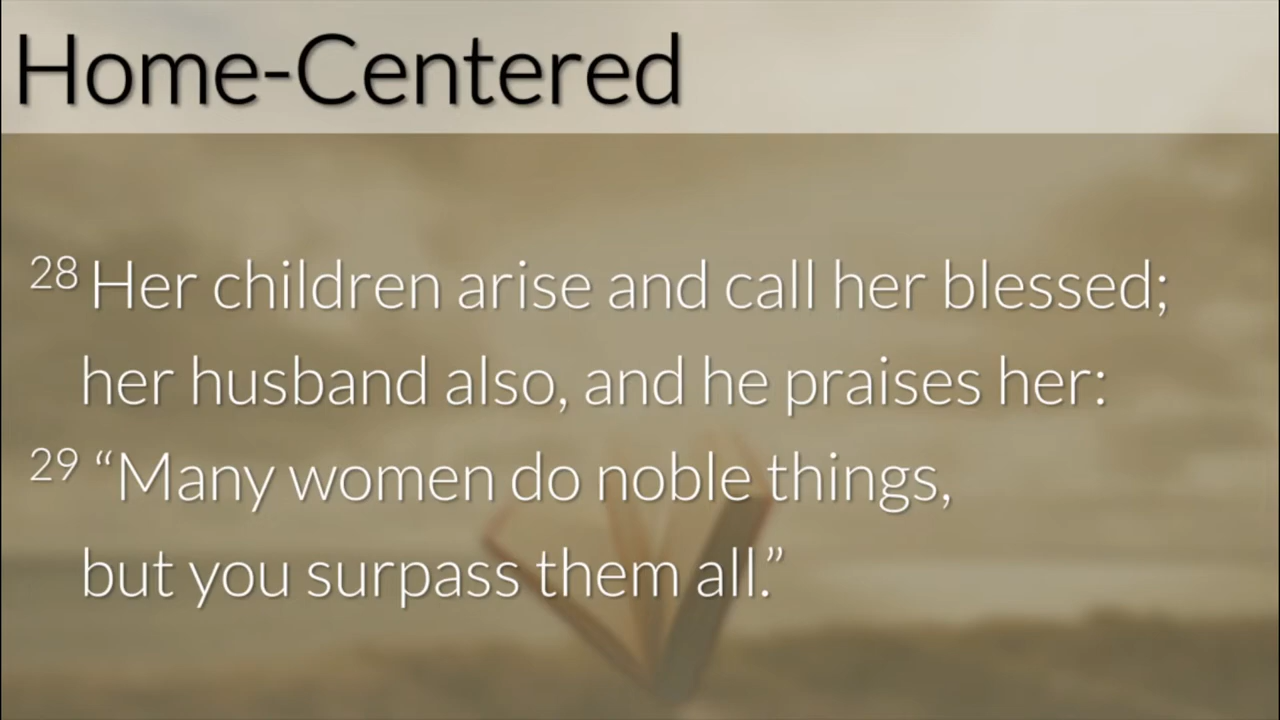 Home-Centered
28 Her children arise and call her blessed;
her husband also, and he praises her:
29 “Many women do noble things,
but you surpass them all.”